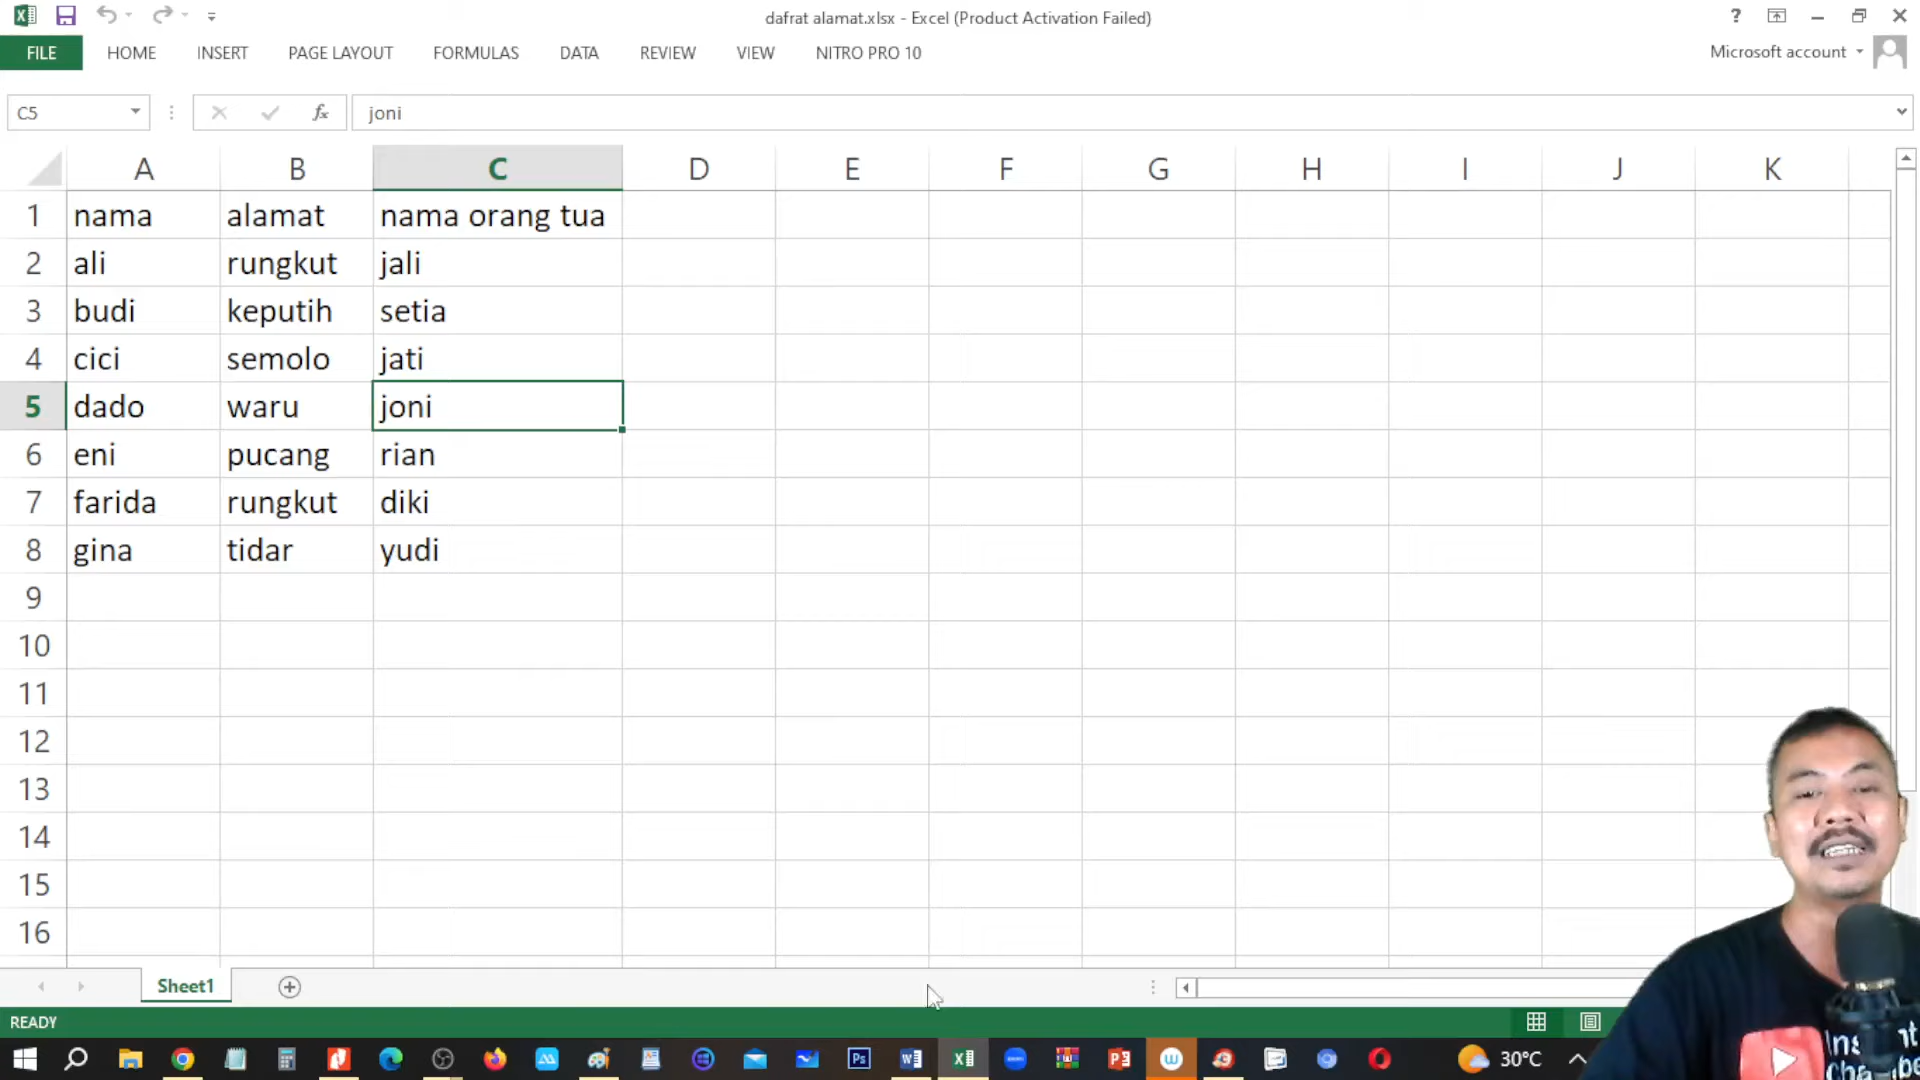 dafrat alamat.xlsx - Excel (Product Activation Failed)
?
FILE HOME INSERT PAGE LAYOUT FORMULAS DATA REVIEW VIEW NITRO PRO 10
Microsoft account
C5 fx joni
A B C D E F G H I J K
1 nama alamat nama orang tua
2 ali rungkut jali
3 budi keputih setia
4 cici semolo jati
5 dado waru joni
6 eni pucang rian
7 farida rungkut diki
8 gina tidar yudi
9
10
11
12
13
14
15
16
Sheet1
READY
Ps
30°C